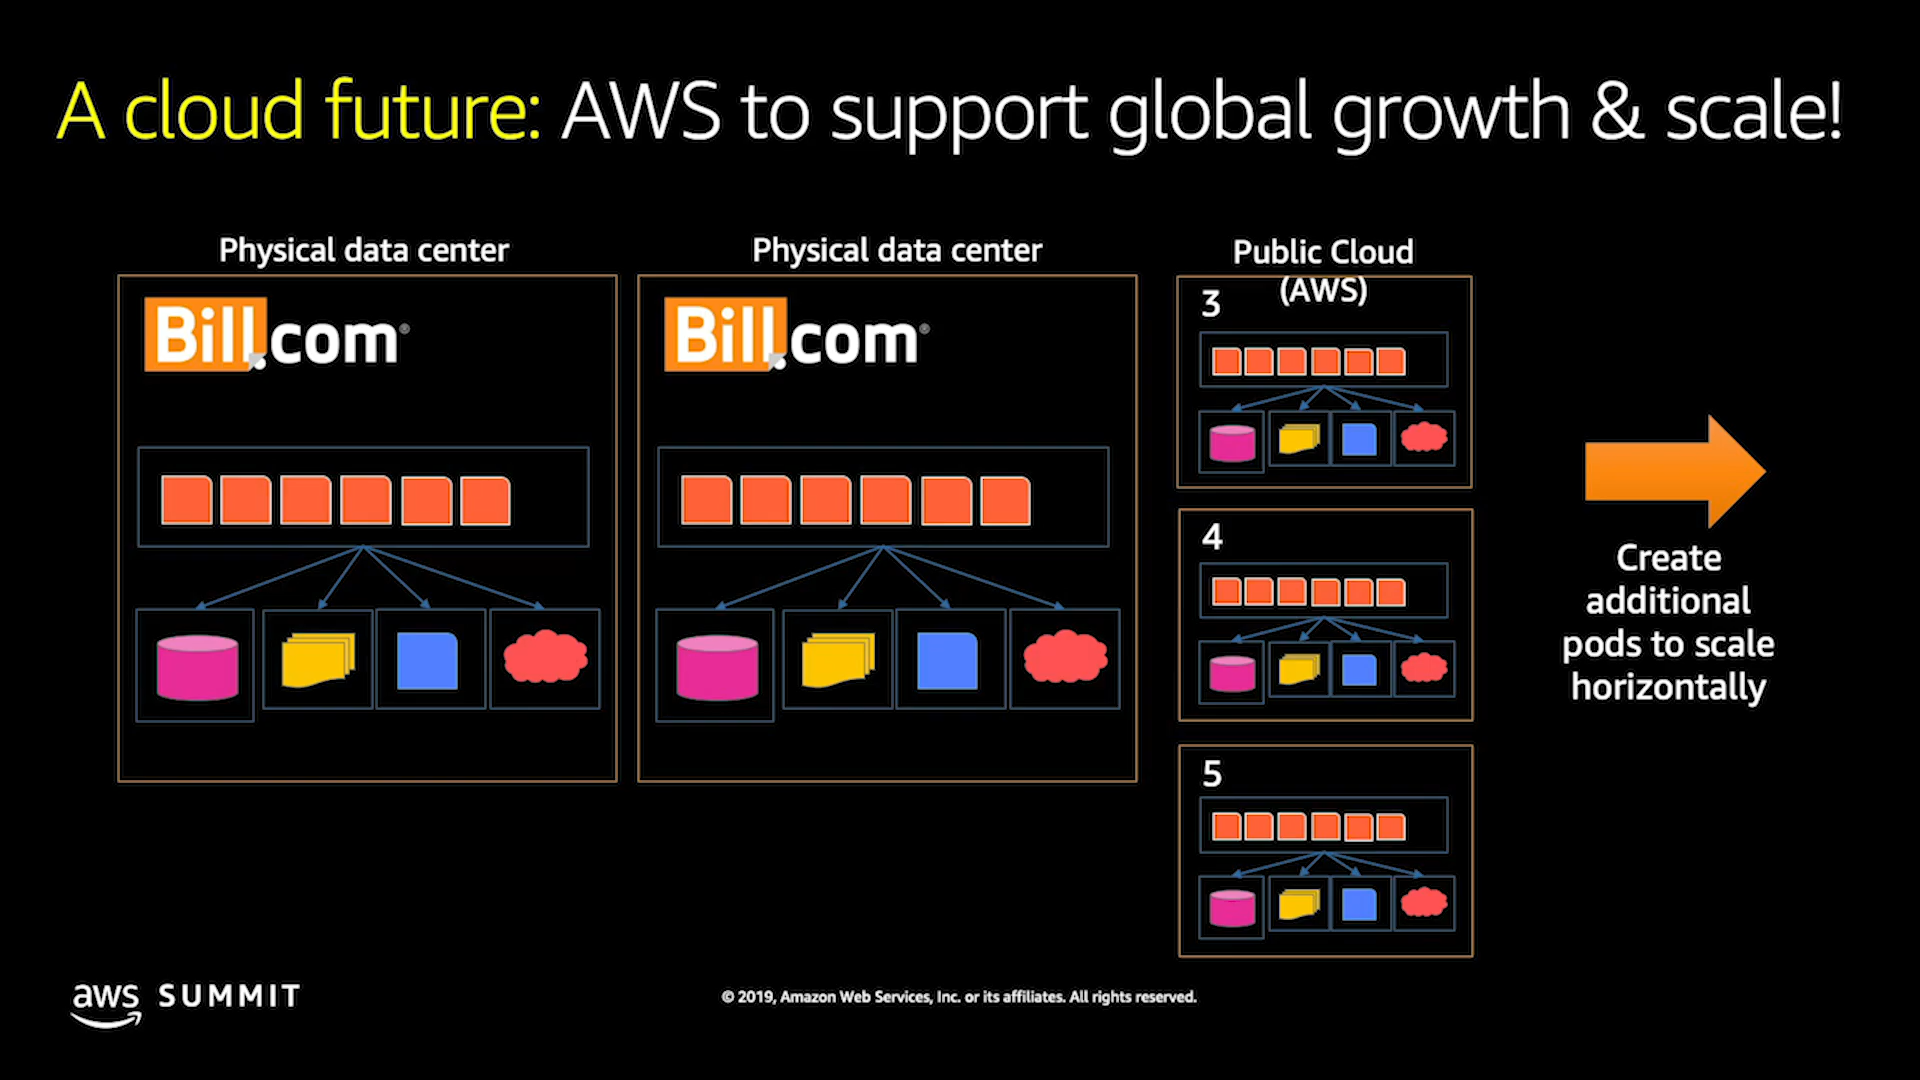 A cloud future: AWS to support global growth & scale!
Physical data center
Bill.com®
Physical data center
Bill.com®
Public Cloud
(AWS)
3
4
5
Create
additional
pods to scale
horizontally
aws SUMMIT
© 2019, Amazon Web Services, Inc. or its affiliates. All rights reserved.